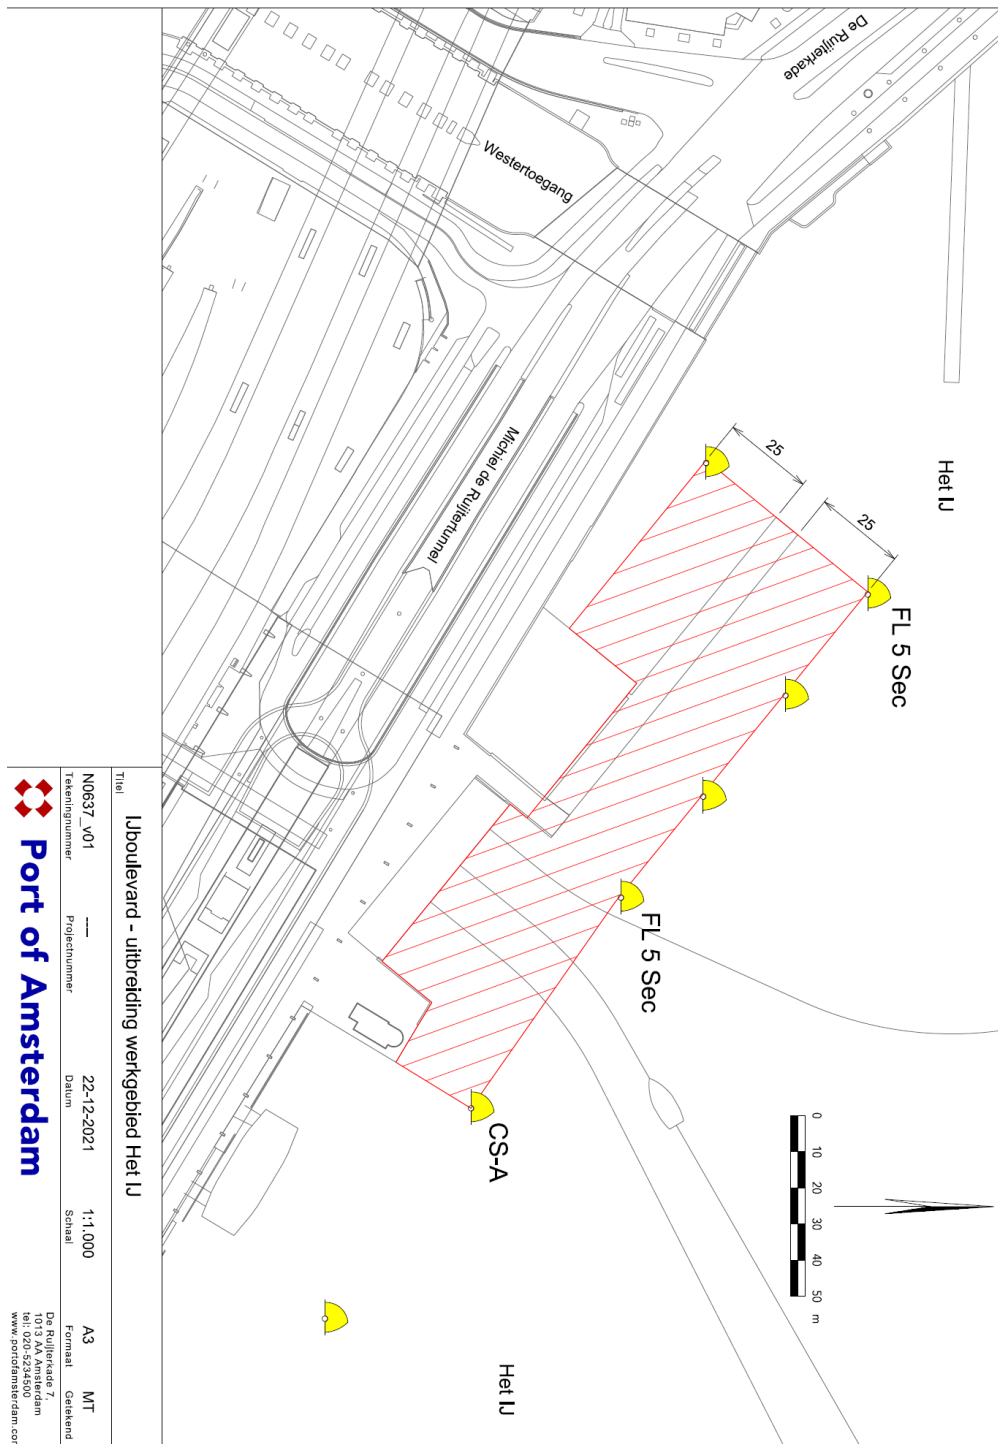 De Ruijterkade
Westertoegang
Michiel de Ruijtertunnel
Het IJ
25
25
FL 5 Sec
FL 5 Sec
CS-A
Het IJ
0 10 20 30 40 50 m
Titel
IJboulevard - uitbreiding werkgebied Het IJ
N0637_v01 ---- 22-12-2021 1:1.000 A3 MT
Tekeningnummer Projectnummer Datum Schaal Formaat Getekend
Port of Amsterdam
De Ruijterkade 7,
1013 AA Amsterdam
tel: 020-5234500
www.portofamsterdam.com